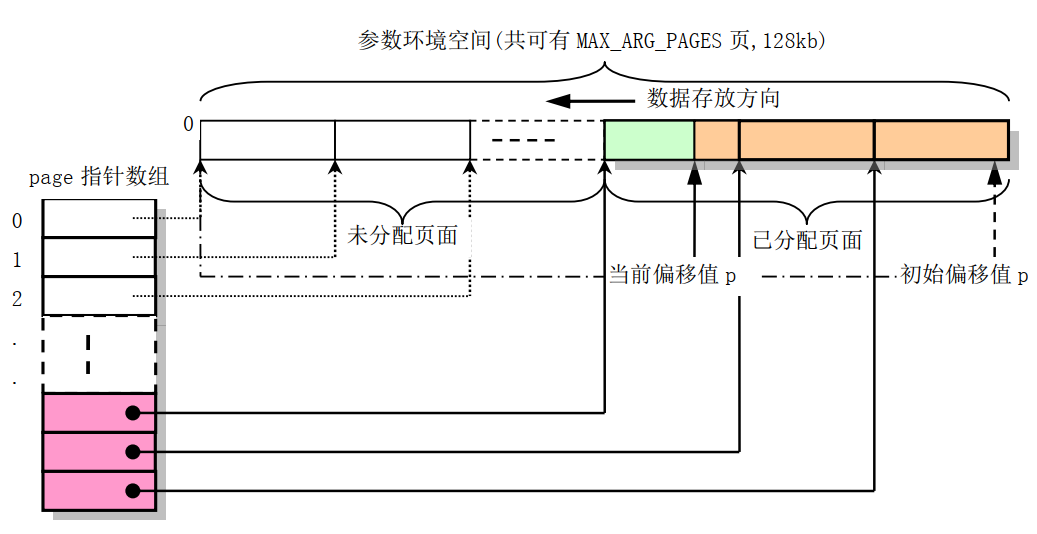 参数环境空间(共可有 MAX_ARG_PAGES 页,128kb)
数据存放方向
0
page 指针数组
0
未分配页面
已分配页面
1
当前偏移值 p
初始偏移值 p
2
.
.